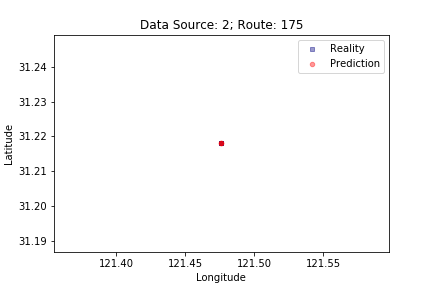 Data Source: 2; Route: 175
Reality
Prediction
31.24
31.23
31.22
31.21
31.20
31.19
Latitude
121.40 121.45 121.50 121.55
Longitude